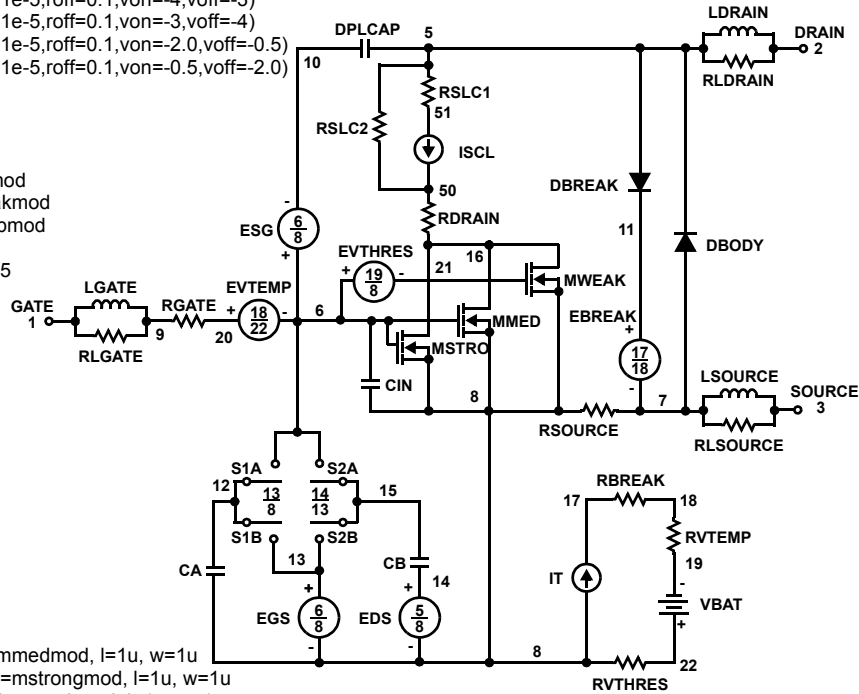 1e-5,roff=0.1,von=-4,voff=-3)
1e-5,roff=0.1,von=-3,voff=-4)
1e-5,roff=0.1,von=-2.0,voff=-0.5)
1e-5,roff=0.1,von=-0.5,voff=-2.0)
LDRAIN
DPLCAP
5
DRAIN
2
10
RLDRAIN
RSLC1
51
RSLC2
ISCL
50
DBREAK
RDRAIN
11
DBODY
ESG
6
8
-
+
EVTHRES
16
21
+
19
8
-
MWEAK
LGATE
EVTEMP
GATE
1
RGATE
+
18
22
-
6
EBREAK
+
MMED
9
20
MSTRO
17
18
-
RLGATE
CIN
8
LSOURCE
7
SOURCE
3
RSOURCE
RLSOURCE
S1A
S2A
12
13
8
14
13
15
RBREAK
17
18
S1B
S2B
RVTEMP
13
CB
19
CA
14
IT
-
+
+
VBAT
EGS
6
8
EDS
5
8
+
-
-
8
22
RVTHRES
5
mmedmod, l=1u, w=1u
=mstrongmod, l=1u, w=1u